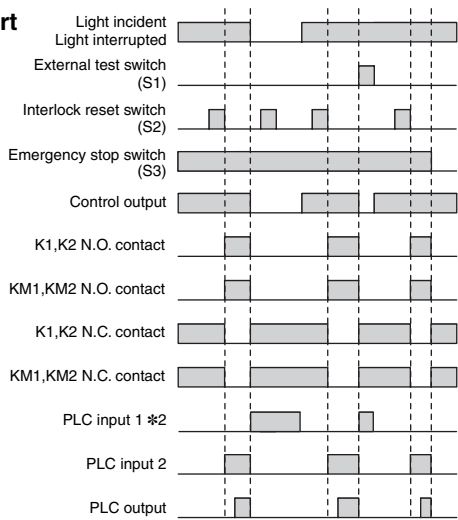 rt
Light incident
Light interrupted
External test switch
(S1)
Interlock reset switch
(S2)
Emergency stop switch
(S3)
Control output
K1,K2 N.O. contact
KM1,KM2 N.O. contact
K1,K2 N.C. contact
KM1,KM2 N.C. contact
PLC input 1 ✻2
PLC input 2
PLC output